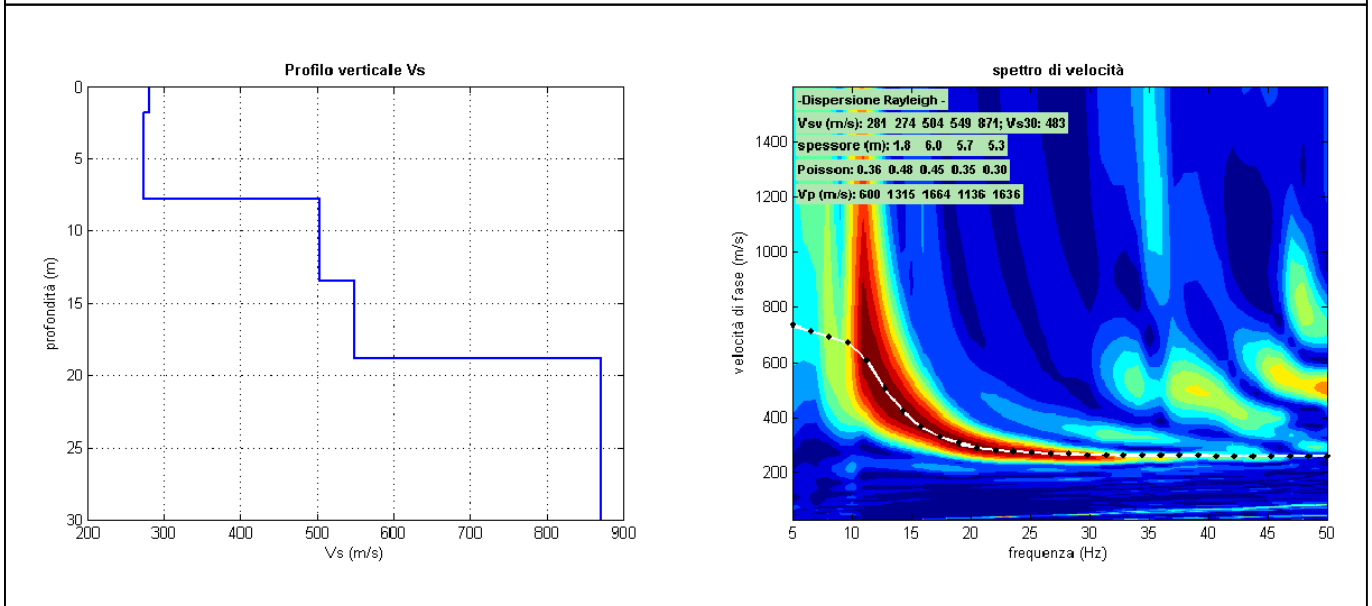 Profilo verticale Vs
0
5
10
15
20
25
30
profondità (m)
200 300 400 500 600 700 800 900
Vs (m/s)
spettro di velocità
-Dispersione Rayleigh -
Vsv (m/s): 281 274 504 549 871; Vs30: 483
spessore (m): 1.8 6.0 5.7 5.3
Poisson: 0.36 0.48 0.45 0.35 0.30
Vp (m/s): 600 1315 1664 1136 1636
1400
1200
1000
800
600
400
200
velocità di fase (m/s)
5 10 15 20 25 30 35 40 45 50
frequenza (Hz)